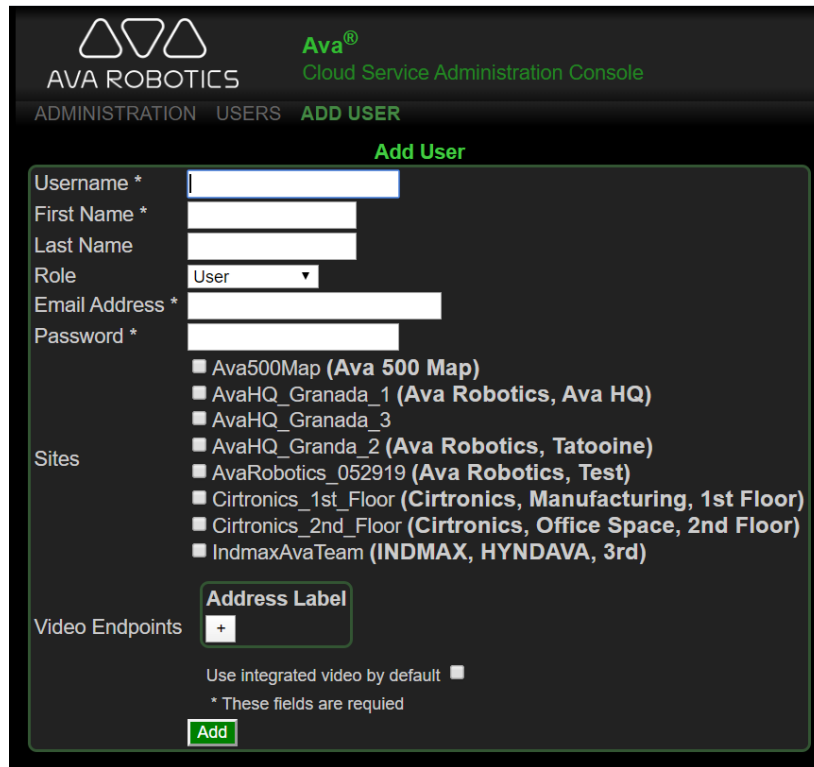 AVA ROBOTICS
Ava®
Cloud Service Administration Console
ADMINISTRATION USERS ADD USER
Add User
Username *
First Name *
Last Name
Role User
Email Address *
Password *
Sites
Ava500Map (Ava 500 Map)
AvaHQ_Granada_1 (Ava Robotics, Ava HQ)
AvaHQ_Granada_3
AvaHQ_Granda_2 (Ava Robotics, Tatooine)
AvaRobotics_052919 (Ava Robotics, Test)
Cirtronics_1st_Floor (Cirtronics, Manufacturing, 1st Floor)
Cirtronics_2nd_Floor (Cirtronics, Office Space, 2nd Floor)
IndmaxAvaTeam (INDMAX, HYNDAVA, 3rd)
Video Endpoints
Address Label
+
Use integrated video by default
* These fields are requied
Add